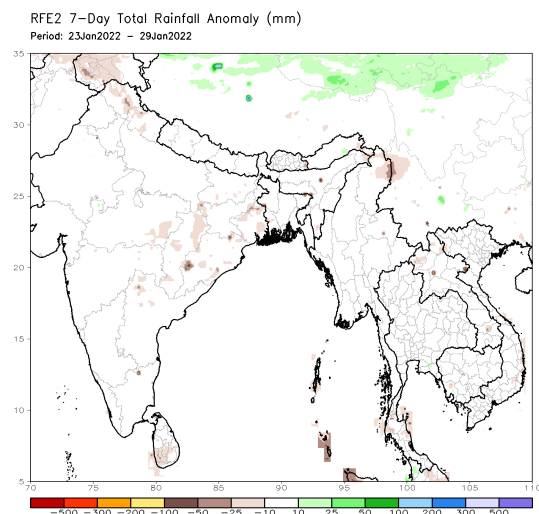 RFE2 7-Day Total Rainfall Anomaly (mm)
Period: 23Jan2022 - 29Jan2022
35
30
25
20
15
10
5
70 75 80 85 90 95 100 105 110
-500 -300 -200 -100 -50 -25 -10 10 25 50 100 200 300 500